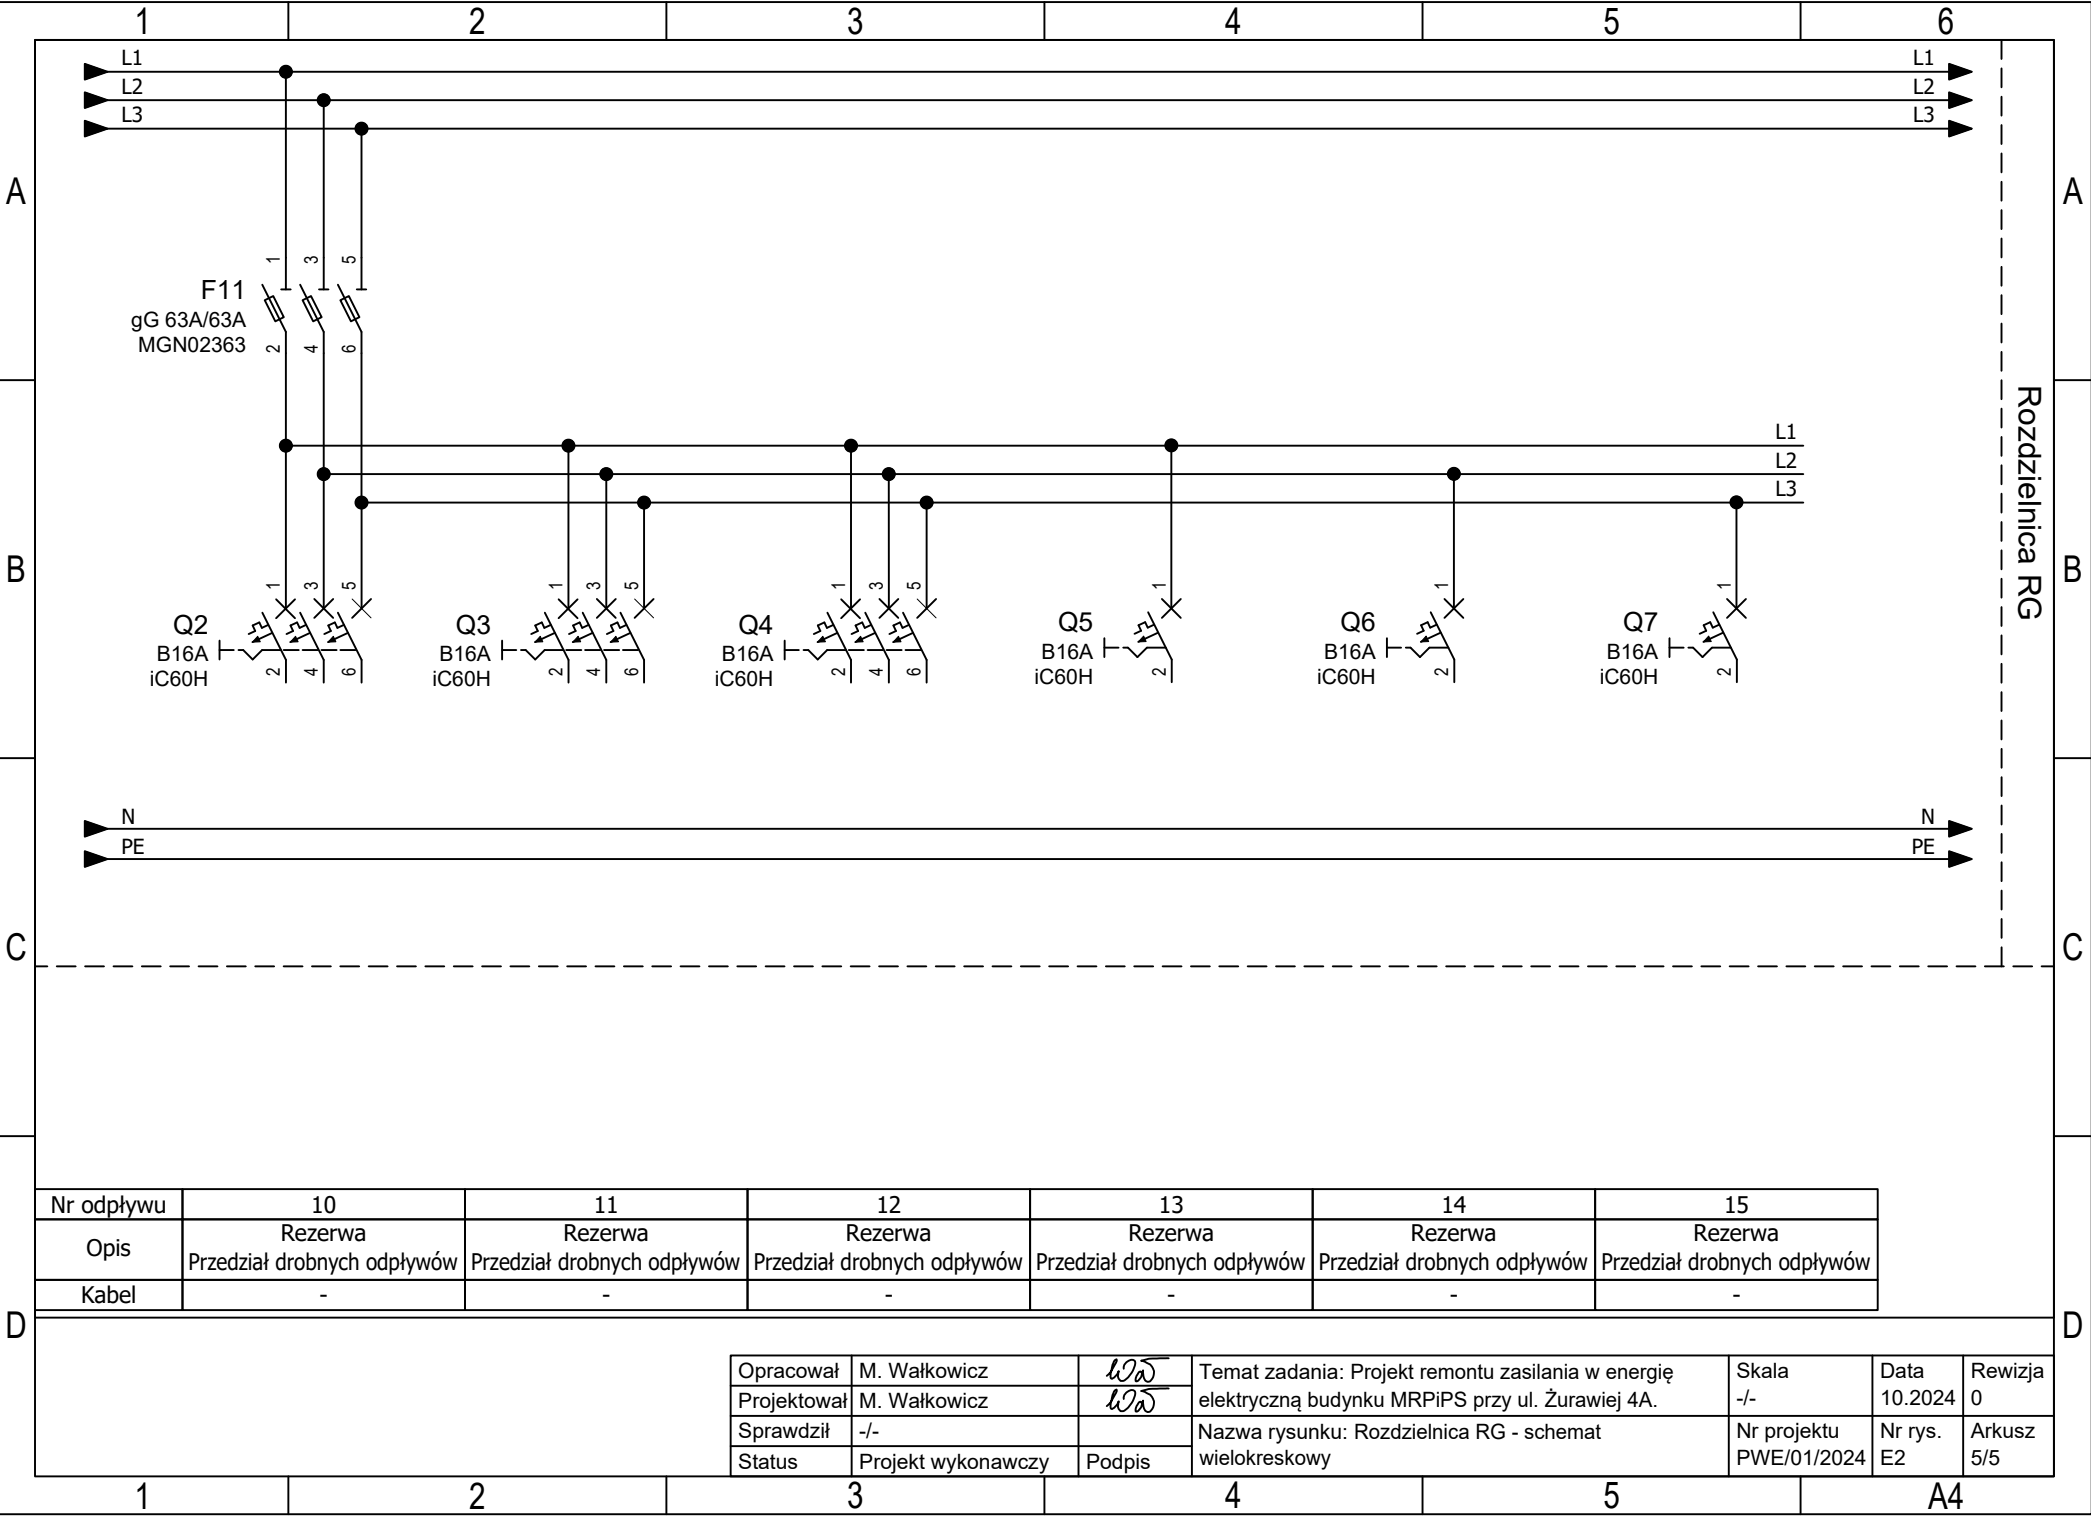 1 2 3 4 5 6
L1 L1
L2 L2
L3 L3
A A
1 3 5
F11
gG 63A/63A
MGN02363
2 4 6
L1
L2
L3
Rozdzielnica RG
B B
1 3 5 1 3 5 1 3 5 1 1 1
Q2 Q3 Q4 Q5 Q6 Q7
B16A B16A B16A B16A B16A B16A
iC60H iC60H iC60H iC60H iC60H iC60H
2 4 6 2 4 6 2 4 6 2 2 2
N N
PE PE
C C
Nr odpływu 10 11 12 13 14 15
Opis Rezerwa Rezerwa Rezerwa Rezerwa Rezerwa Rezerwa
Przedział drobnych odpływów Przedział drobnych odpływów Przedział drobnych odpływów Przedział drobnych odpływów Przedział drobnych odpływów Przedział drobnych odpływów
Kabel - - - - - -
D D
Opracował M. Wałkowicz Temat zadania: Projekt remontu zasilania w energię Skala Data Rewizja
Projektował M. Wałkowicz elektryczną budynku MRPiPS przy ul. Żurawiej 4A. -/- 10.2024 0
Sprawdził -/- Nazwa rysunku: Rozdzielnica RG - schemat Nr projektu Nr rys. Arkusz
Status Projekt wykonawczy Podpis wielokreskowy PWE/01/2024 E2 5/5
1 2 3 4 5 A4